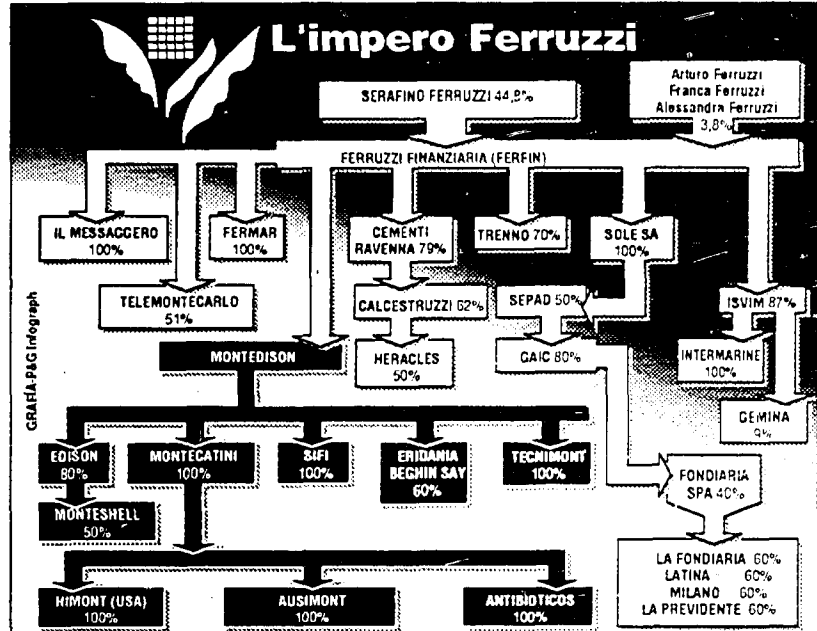 L'impero Ferruzzi
SERAFINO FERRUZZI 44,8%
Arturo Ferruzzi
Franca Ferruzzi
Alessandra Ferruzzi
3,8%
FERRUZZI FINANZIARIA (FERFIN)
IL MESSAGGERO
100%
FERMAR
100%
CEMENTI
RAVENNA 79%
TRENNO 70%
SOLE SA
100%
TELEMONTECARLO
51%
CALCESTRUZZI 62%
SEPAD 50%
ISVIM 87%
MONTEDISON
HERACLES
50%
GAIC 80%
INTERMARINE
100%
GEMINA
9%
EDISON
80%
MONTECATINI
100%
SIFI
100%
ERIDANIA
BEGHIN SAY
60%
TECNIMONT
100%
FONDIARIA
SPA 40%
MONTESHELL
50%
LA FONDIARIA 60%
LATINA 60%
MILANO 60%
LA PREVIDENTE 60%
HIMONT (USA)
100%
AUSIMONT
100%
ANTIBIOTICOS
100%
GRAFIA-P&G Infograph